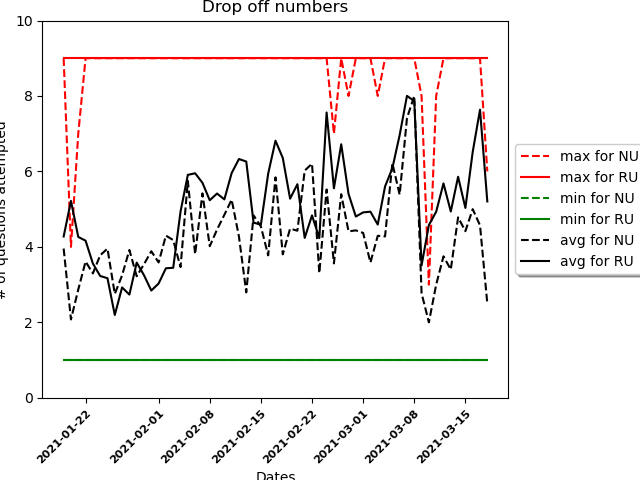 Drop off numbers
# of questions attempted
10
8
6
4
2
0
2021-01-22
2021-02-01
2021-02-08
2021-02-15
2021-02-22
2021-03-01
2021-03-08
2021-03-15
Dates
max for NU
max for RU
min for NU
min for RU
avg for NU
avg for RU